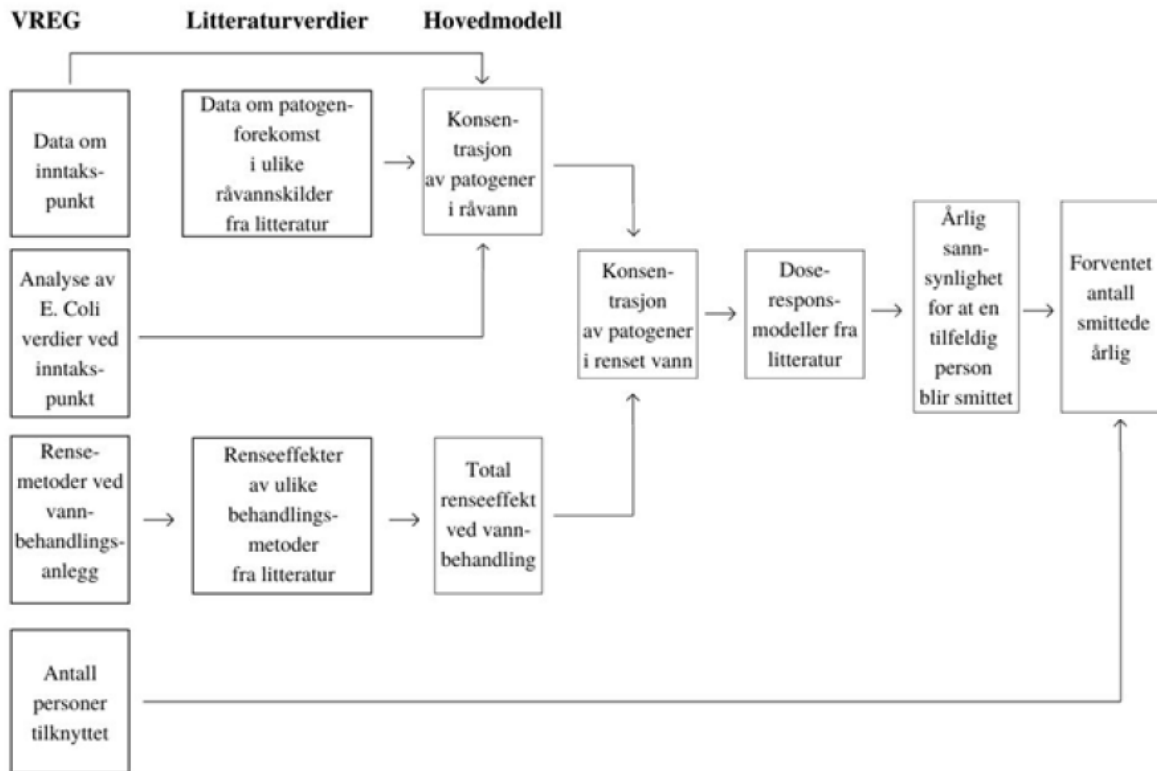 VREG
Litteraturverdier
Hovedmodell
Data om
inntaks-
punkt
Data om patogen-
forekomst
i ulike
råvannskilder
fra litteratur
Konsen-
trasjon
av patogener
i råvann
Analyse av
E. Coli
verdier ved
inntaks-
punkt
Konsen-
trasjon
av patogener
i renset vann
Dose-
respons-
modeller fra
litteratur
Årlig
sann-
synlighet
for at en
tilfeldig
person
blir smittet
Forventet
antall
smittede
årlig
Rense-
metoder ved
vann-
behandlings-
anlegg
Renseeffekter
av ulike
behandlings-
metoder
fra litteratur
Total
renseeffekt
ved vann-
behandling
Antall
personer
tilknyttet